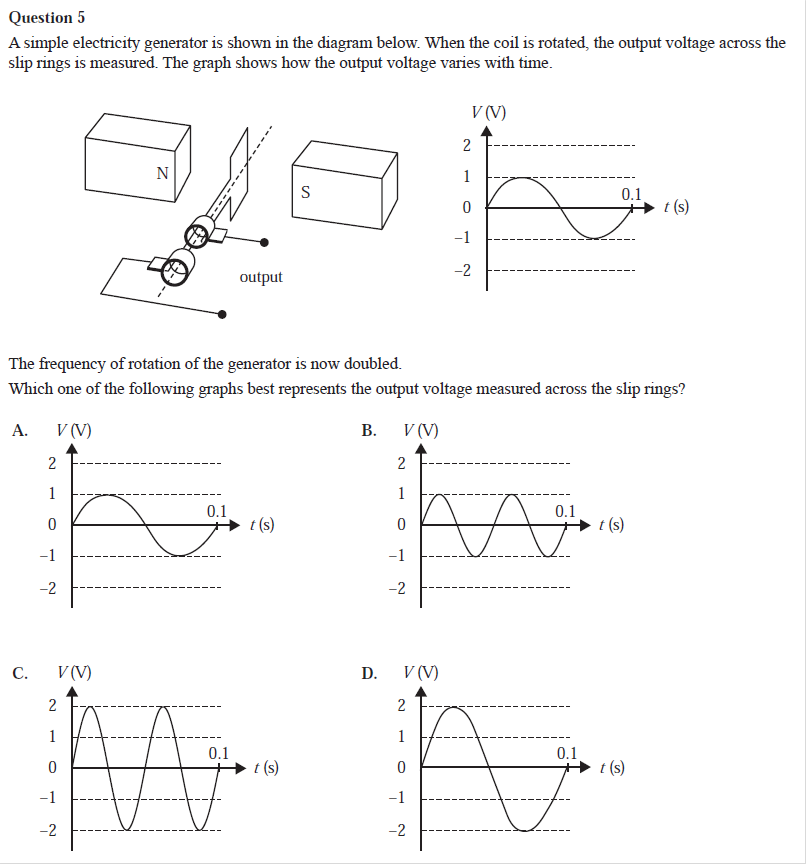 Question 5
A simple electricity generator is shown in the diagram below. When the coil is rotated, the output voltage across the
slip rings is measured. The graph shows how the output voltage varies with time.
N
S
output
V (V)
2
1
0
−1
−2
0.1
t (s)
The frequency of rotation of the generator is now doubled.
Which one of the following graphs best represents the output voltage measured across the slip rings?
A.
V (V)
2
1
0
−1
−2
0.1
t (s)
B.
V (V)
2
1
0
−1
−2
0.1
t (s)
C.
V (V)
2
1
0
−1
−2
0.1
t (s)
D.
V (V)
2
1
0
−1
−2
0.1
t (s)